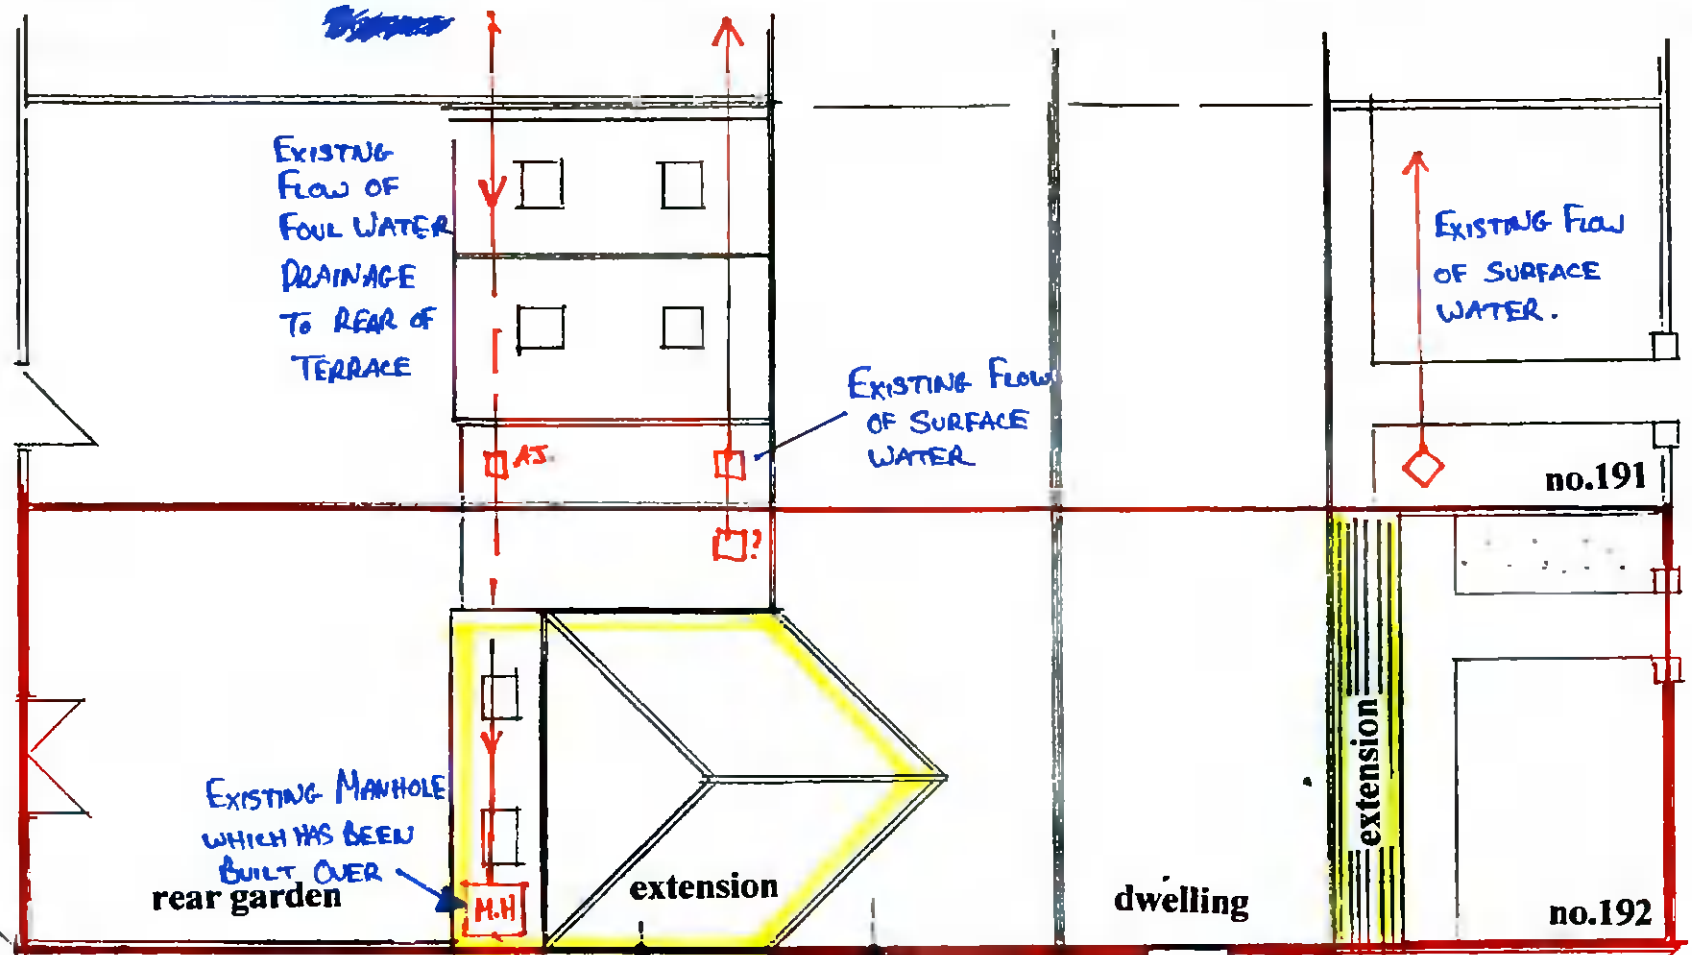 EXISTNG
FLOW OF
FOUL WATER
DRAINAGE
TO REAR OF
TERRACE
EXISTING FLOW
OF SURFACE
WATER.
EXISTING FLOW
OF SURFACE
WATER
AJ
no.191
?
extension
EXISTING MANHOLE
WHICH HAS BEEN
BUILT OVER
rear garden
M.H
extension
dwelling
no.192